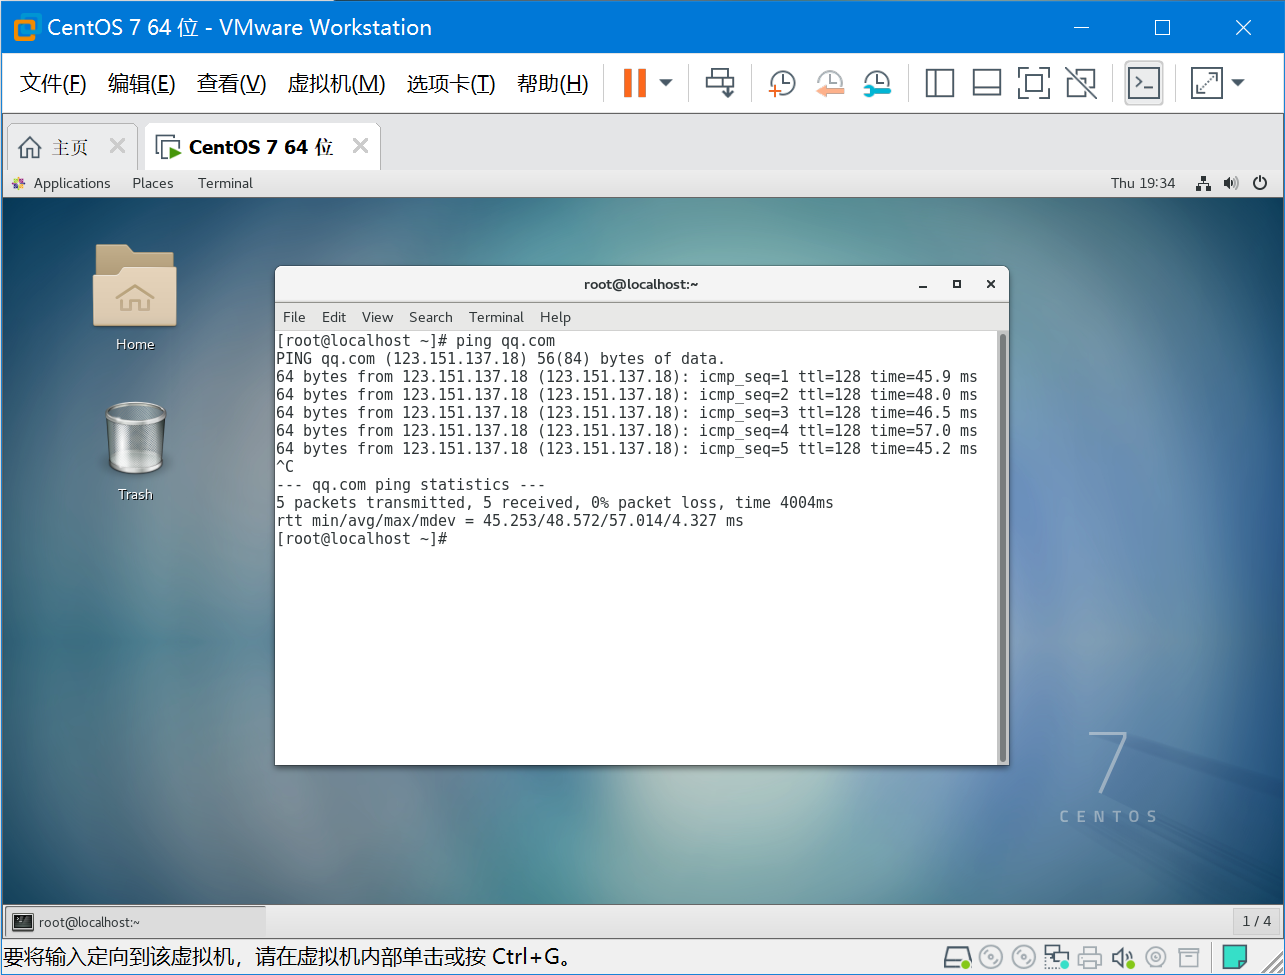 CentOS 7 64 位 - VMware Workstation
文件(F) 编辑(E) 查看(V) 虚拟机(M) 选项卡(T) 帮助(H)
主页 CentOS 7 64 位
Applications Places Terminal Thu 19:34
Home
Trash
root@localhost:~
File Edit View Search Terminal Help
[root@localhost ~]# ping qq.com
PING qq.com (123.151.137.18) 56(84) bytes of data.
64 bytes from 123.151.137.18 (123.151.137.18): icmp_seq=1 ttl=128 time=45.9 ms
64 bytes from 123.151.137.18 (123.151.137.18): icmp_seq=2 ttl=128 time=48.0 ms
64 bytes from 123.151.137.18 (123.151.137.18): icmp_seq=3 ttl=128 time=46.5 ms
64 bytes from 123.151.137.18 (123.151.137.18): icmp_seq=4 ttl=128 time=57.0 ms
64 bytes from 123.151.137.18 (123.151.137.18): icmp_seq=5 ttl=128 time=45.2 ms
^C
--- qq.com ping statistics ---
5 packets transmitted, 5 received, 0% packet loss, time 4004ms
rtt min/avg/max/mdev = 45.253/48.572/57.014/4.327 ms
[root@localhost ~]#
7
CENTOS
root@localhost:~ 1 / 4
要将输入定向到该虚拟机，请在虚拟机内部单击或按 Ctrl+G。